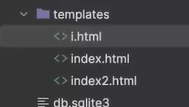 templates
i.html
index.html
index2.html
db.sqlite3